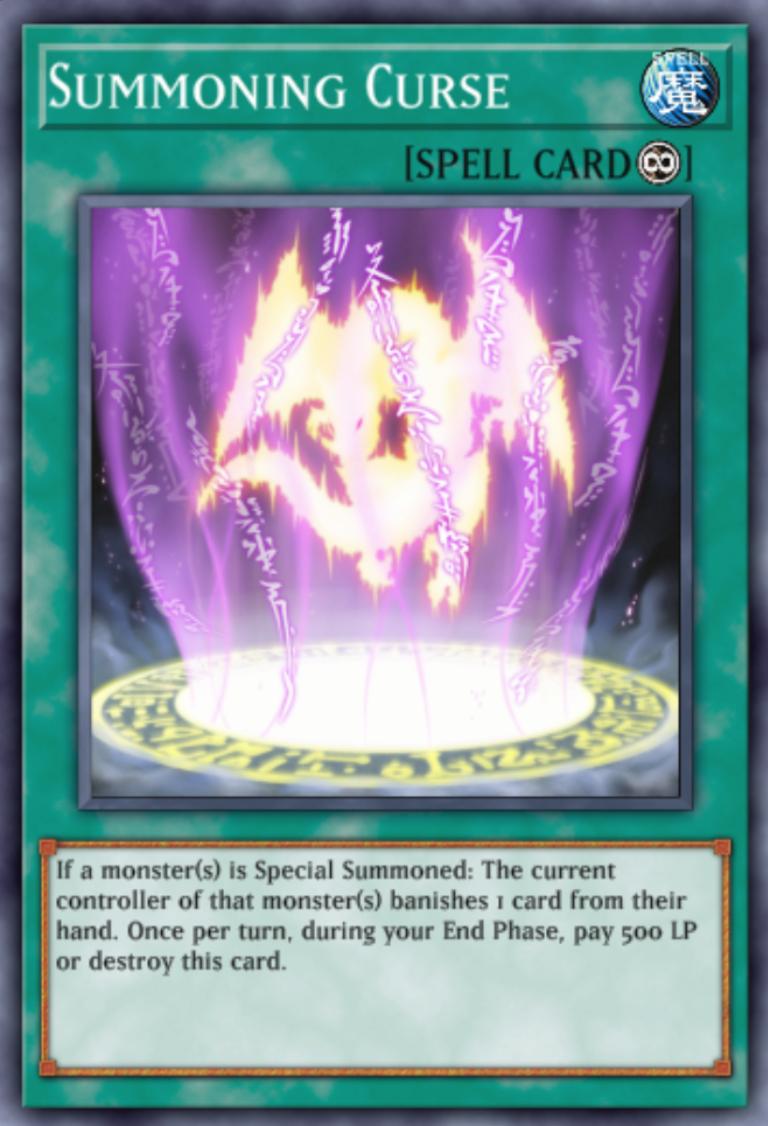 SUMMONING CURSE
SPELL
魔
[SPELL CARD♾]
If a monster(s) is Special Summoned: The current
controller of that monster(s) banishes 1 card from their
hand. Once per turn, during your End Phase, pay 500 LP
or destroy this card.